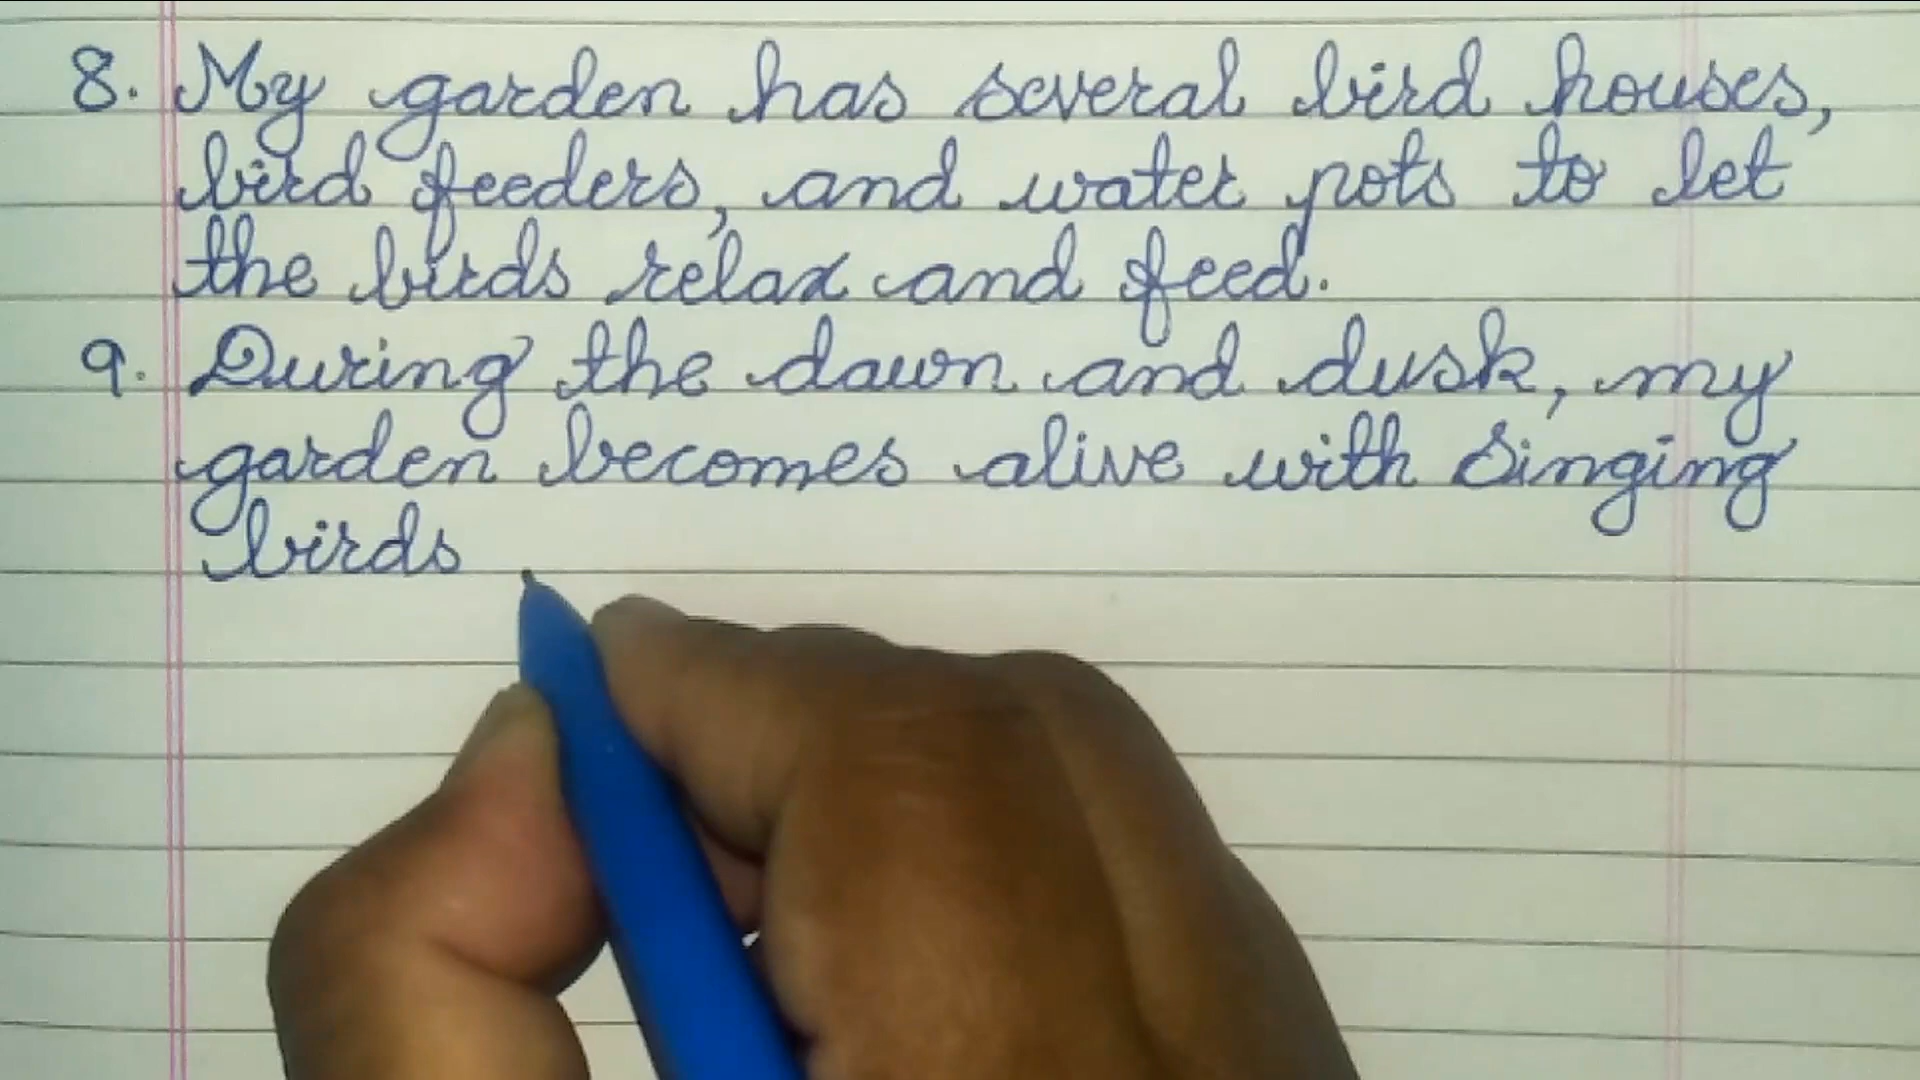 8. My garden has several bird houses,
bird feeders, and water pots to let
the birds relax and feed.
9. During the dawn and dusk, my
garden becomes alive with singing
birds